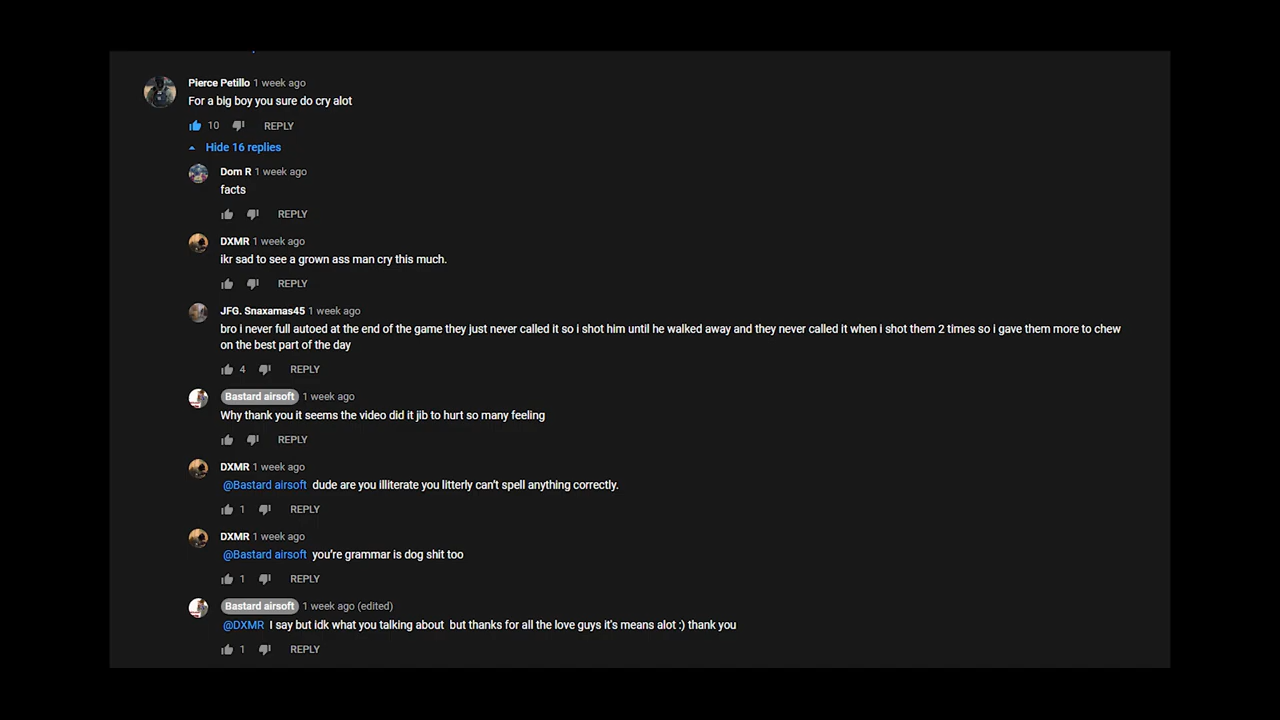 Pierce Petillo 1 week ago
For a big boy you sure do cry alot
10 REPLY
Hide 16 replies
Dom R 1 week ago
facts
REPLY
DXMR 1 week ago
ikr sad to see a grown ass man cry this much.
REPLY
JFG. Snaxamas45 1 week ago
bro i never full autoed at the end of the game they just never called it so i shot him until he walked away and they never called it when i shot them 2 times so i gave them more to chew
on the best part of the day
4 REPLY
Bastard airsoft 1 week ago
Why thank you it seems the video did it jib to hurt so many feeling
REPLY
DXMR 1 week ago
@Bastard airsoft dude are you illiterate you litterly can't spell anything correctly.
1 REPLY
DXMR 1 week ago
@Bastard airsoft you're grammar is dog shit too
1 REPLY
Bastard airsoft 1 week ago (edited)
@DXMR I say but idk what you talking about but thanks for all the love guys it's means alot :) thank you
1 REPLY